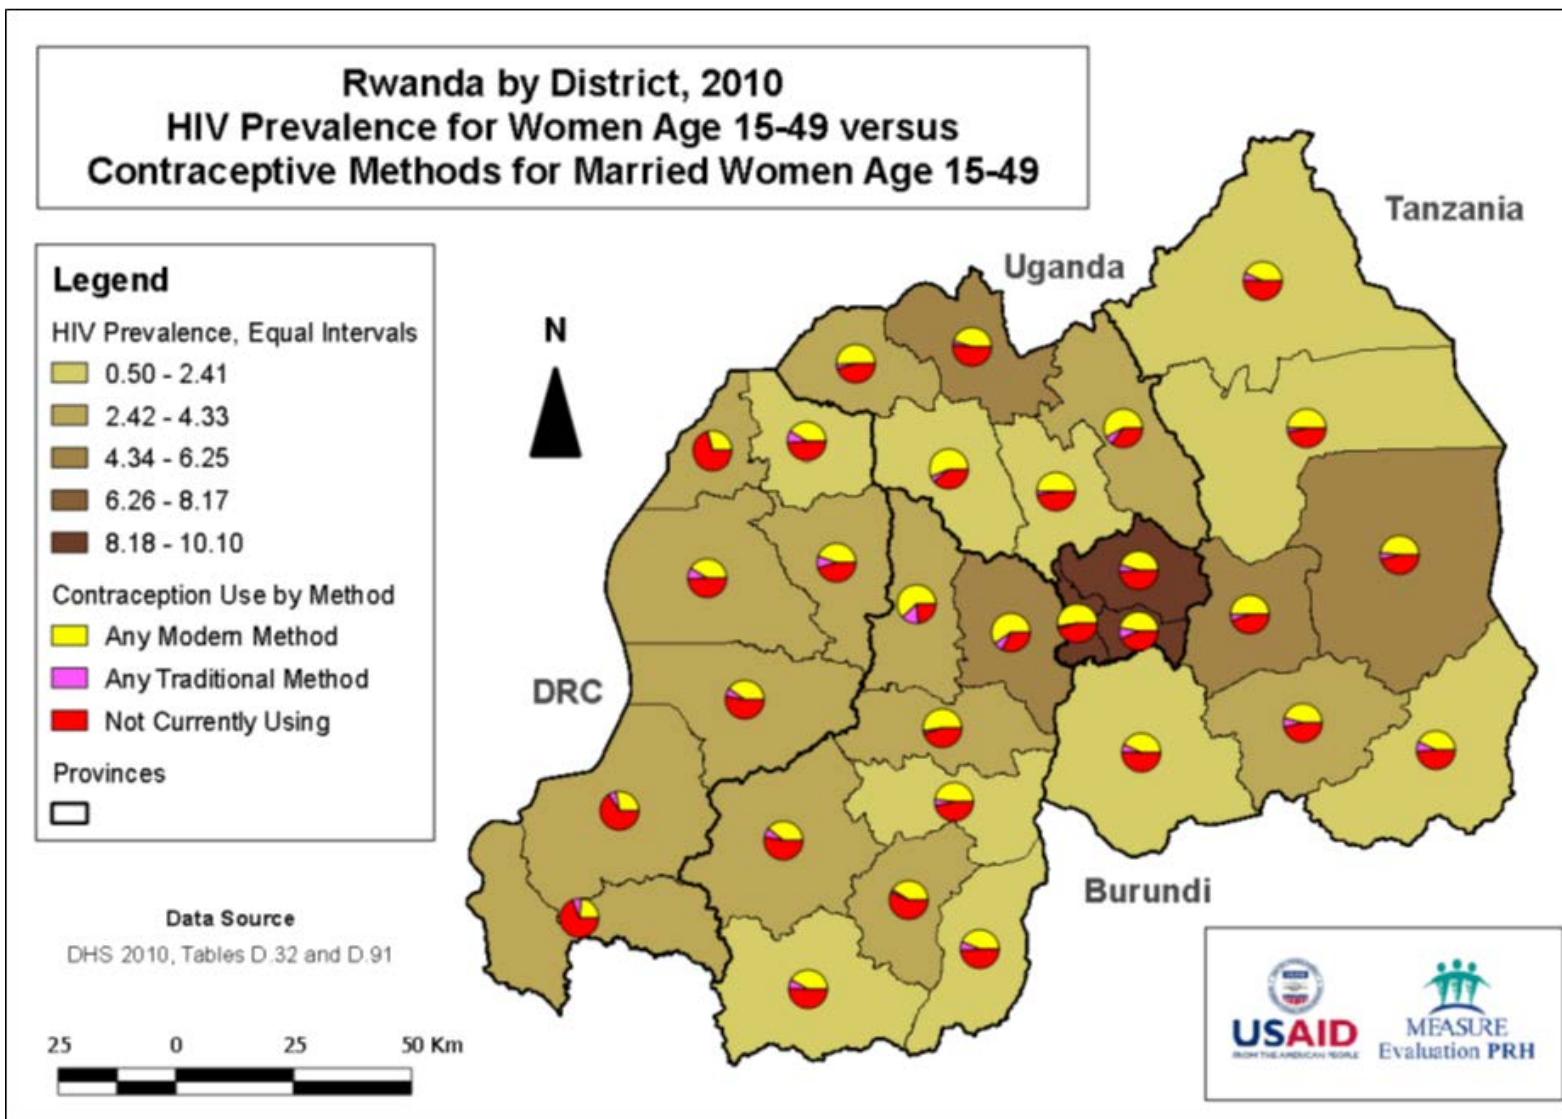 Rwanda by District, 2010
HIV Prevalence for Women Age 15-49 versus
Contraceptive Methods for Married Women Age 15-49
Tanzania
Uganda
Legend
HIV Prevalence, Equal Intervals
0.50 - 2.41
2.42 - 4.33
4.34 - 6.25
6.26 - 8.17
8.18 - 10.10
Contraception Use by Method
Any Modern Method
Any Traditional Method
Not Currently Using
Provinces
N
DRC
Burundi
Data Source
DHS 2010, Tables D.32 and D.91
25 0 25 50 Km
USAID
FROM THE AMERICAN PEOPLE
MEASURE
Evaluation PRH